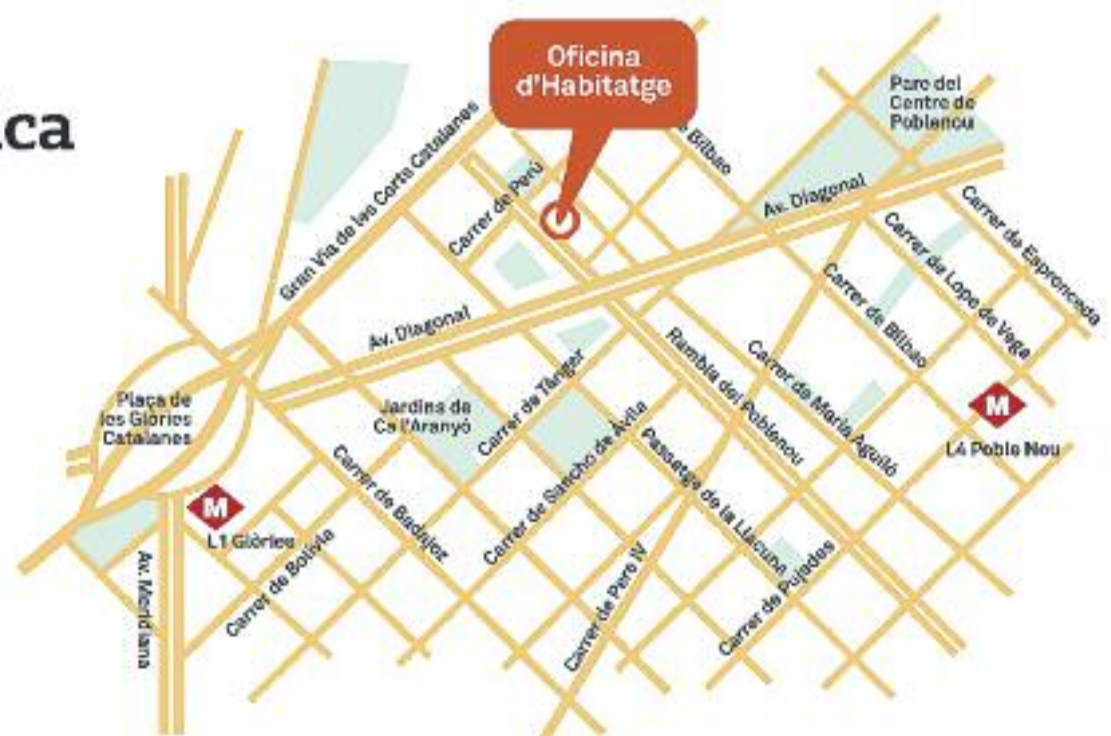 Oficina
d'Habitatge
Parc del
Centre de
Poblenou
Bilbao
Gran Via de les Corts Catalanes
Carrer de Perú
Av. Diagonal
Carrer de Espronceda
Carrer de Lope de Vega
Carrer de Bilbao
Av. Diagonal
Rambla del Poblenou
Carrer de Maria Aguiló
Carrer de Tànger
Jardins de
Ca l'Aranyó
Plaça de
les Glòries
Catalanes
M
L4 Poble Nou
Carrer de Sancho de Àvila
Passatge de la Llacuna
Carrer de Badajoz
M
L1 Glòries
Carrer de Bolívia
Av. Meridiana
Carrer de Pere IV
Carrer de Pujades